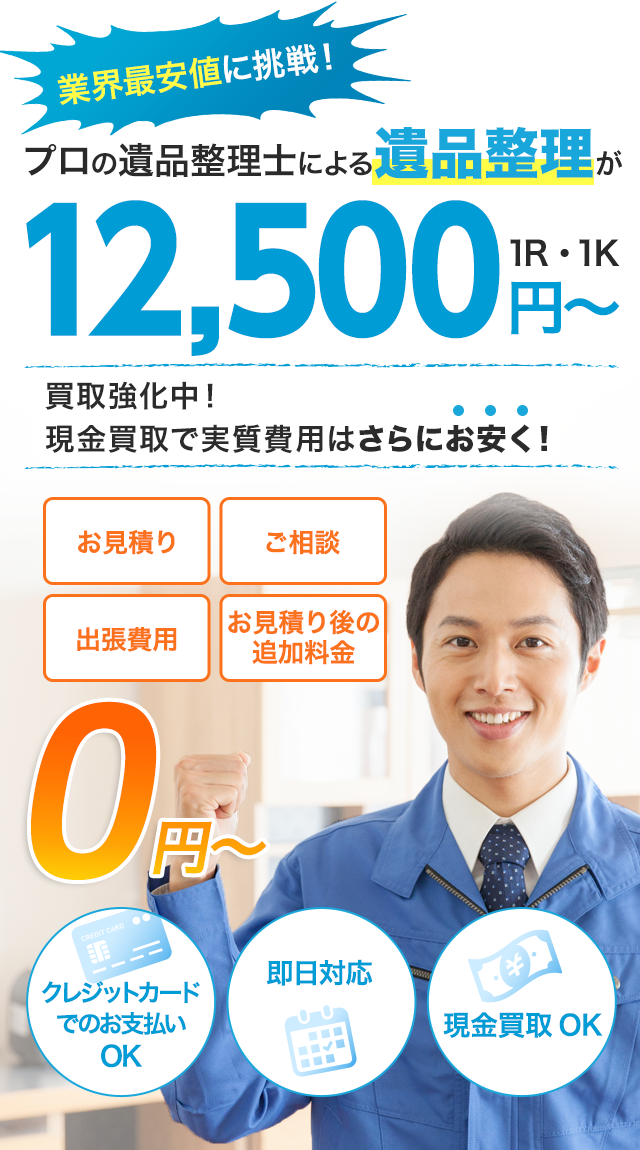 業界最安値に挑戦！
プロの遺品整理士による遺品整理が
12,500
1R・1K
円〜
買取強化中！
現金買取で実質費用はさらにお安く！
お見積り
ご相談
出張費用
お見積り後の
追加料金
0円〜
CREDIT CARD
クレジットカード
でのお支払い
OK
即日対応
¥
現金買取 OK